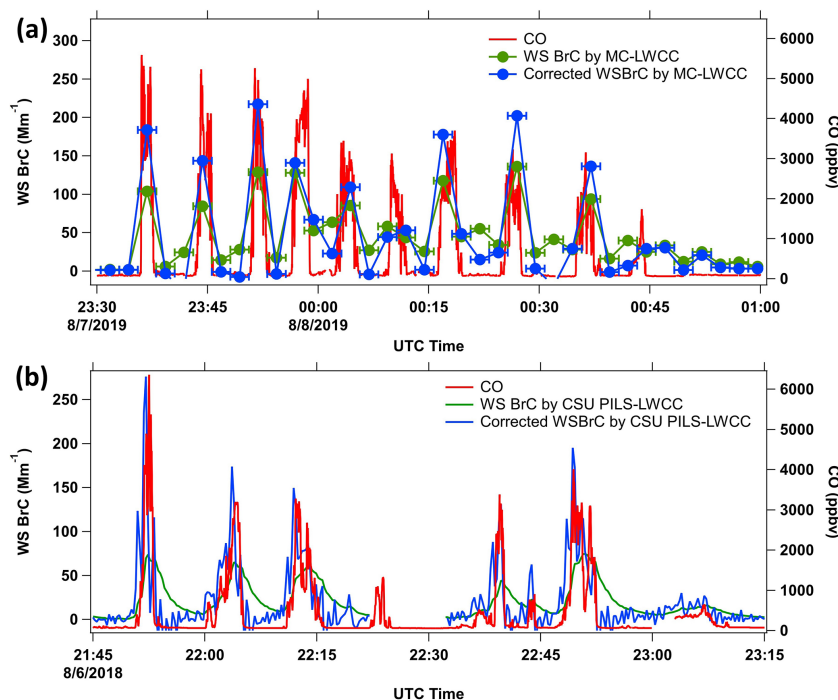 (a)
300
250
200
150
100
50
0
WS BrC (Mm-1)
CO
WS BrC by MC-LWCC
Corrected WSBrC by MC-LWCC
6000
5000
4000
3000
2000
1000
0
CO (ppbv)
23:30 23:45 00:00 00:15 00:30 00:45 01:00
8/7/2019 8/8/2019
UTC Time
(b)
250
200
150
100
50
0
WS BrC (Mm-1)
CO
WS BrC by CSU PILS-LWCC
Corrected WSBrC by CSU PILS-LWCC
6000
5000
4000
3000
2000
1000
0
CO (ppbv)
21:45 22:00 22:15 22:30 22:45 23:00 23:15
8/6/2018
UTC Time